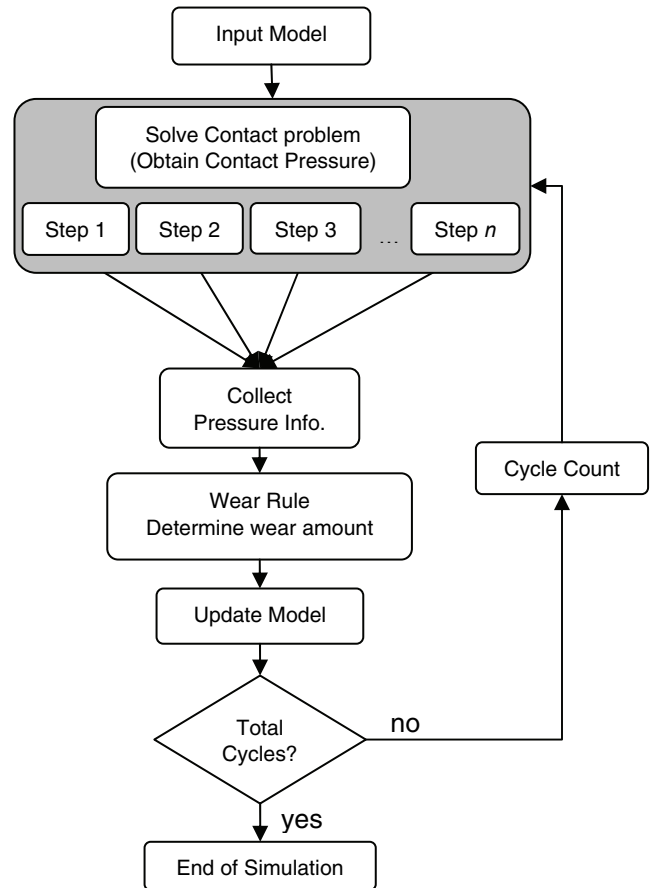 Input Model
Solve Contact problem
(Obtain Contact Pressure)
Step 1
Step 2
Step 3
...
Step n
Collect
Pressure Info.
Wear Rule
Determine wear amount
Cycle Count
Update Model
Total
Cycles?
no
yes
End of Simulation